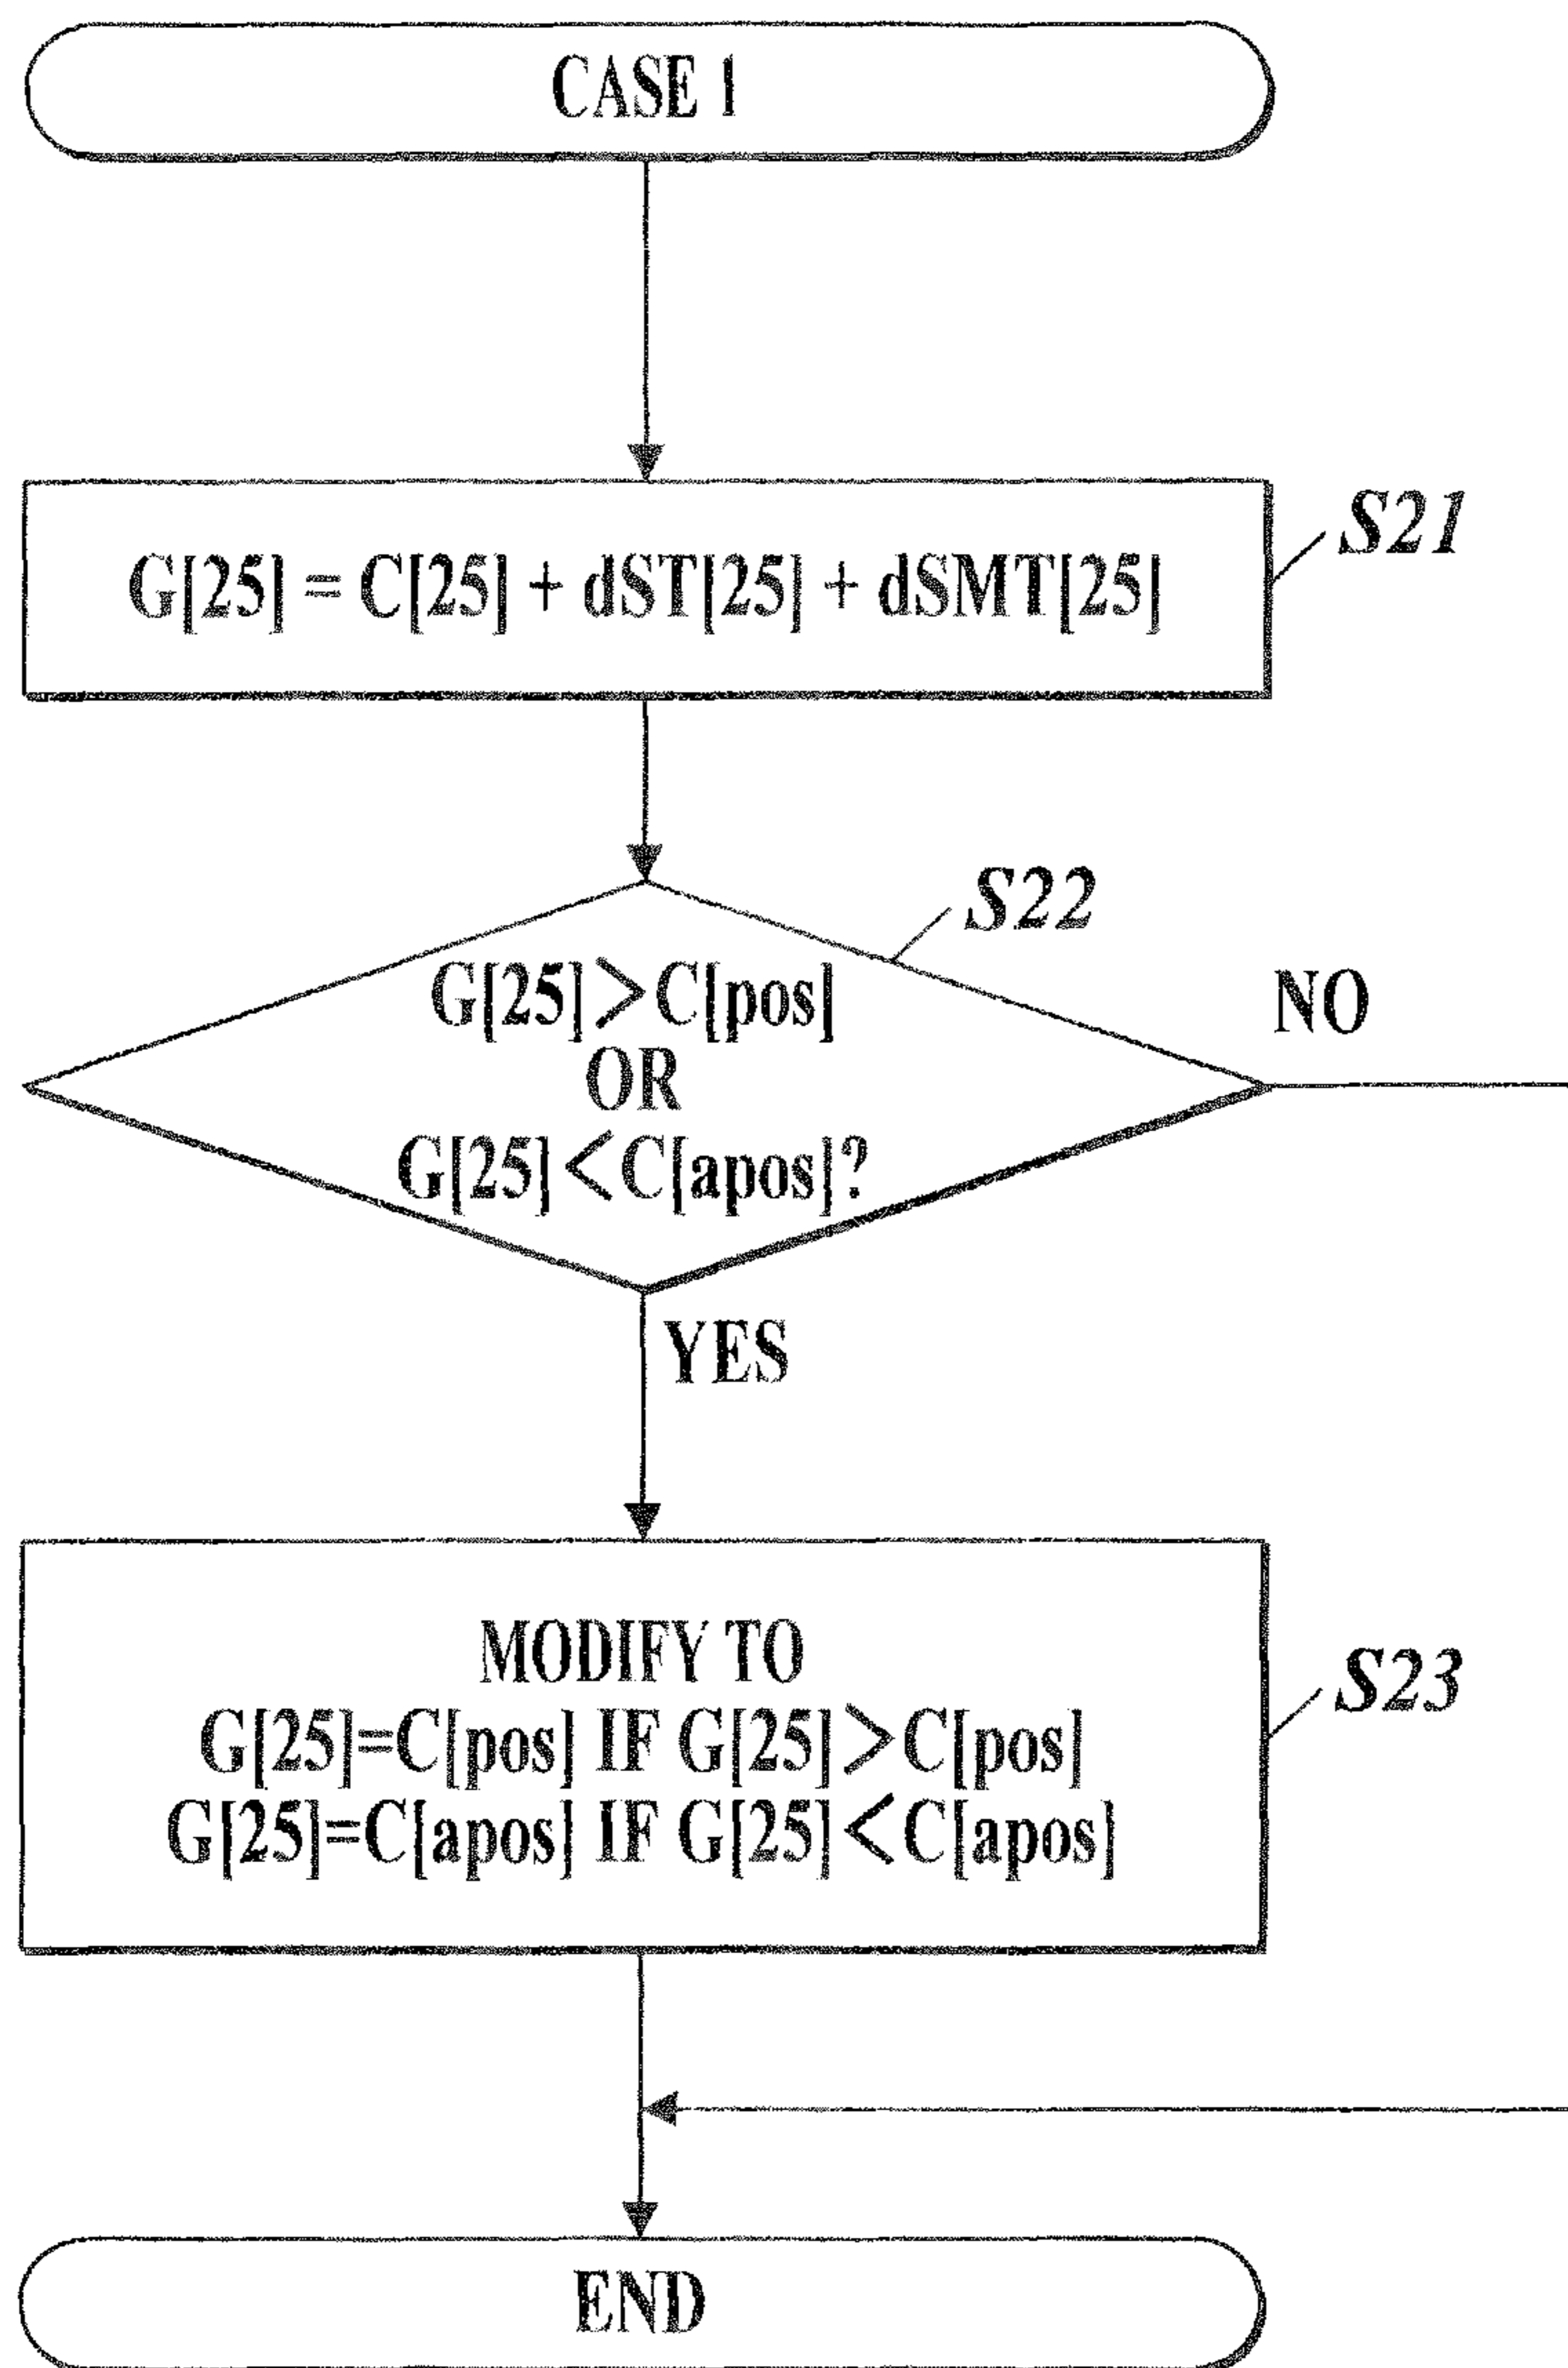 CASE 1
G[25] = C[25] + dST[25] + dSMT[25]
S21
S22
G[25]>C[pos]
OR
G[25]<C[apos]?
NO
YES
MODIFY TO
G[25]=C[pos] IF G[25]>C[pos]
G[25]=C[apos] IF G[25]<C[apos]
S23
END